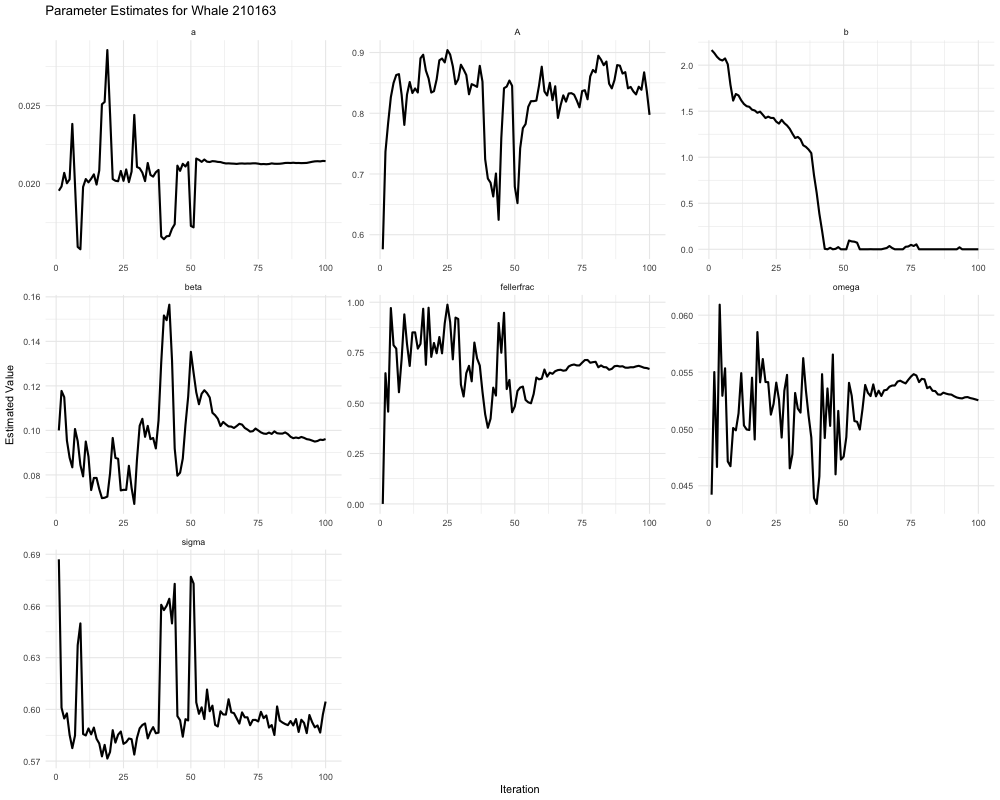 Parameter Estimates for Whale 210163
a
A
b
0.025
0.020
0 25 50 75 100
0.9
0.8
0.7
0.6
0 25 50 75 100
2.0
1.5
1.0
0.5
0.0
0 25 50 75 100
beta
fellerfrac
omega
0.16
0.14
0.12
0.10
0.08
0 25 50 75 100
1.00
0.75
0.50
0.25
0.00
0 25 50 75 100
0.060
0.055
0.050
0.045
0 25 50 75 100
Estimated Value
sigma
0.69
0.66
0.63
0.60
0.57
0 25 50 75 100
Iteration